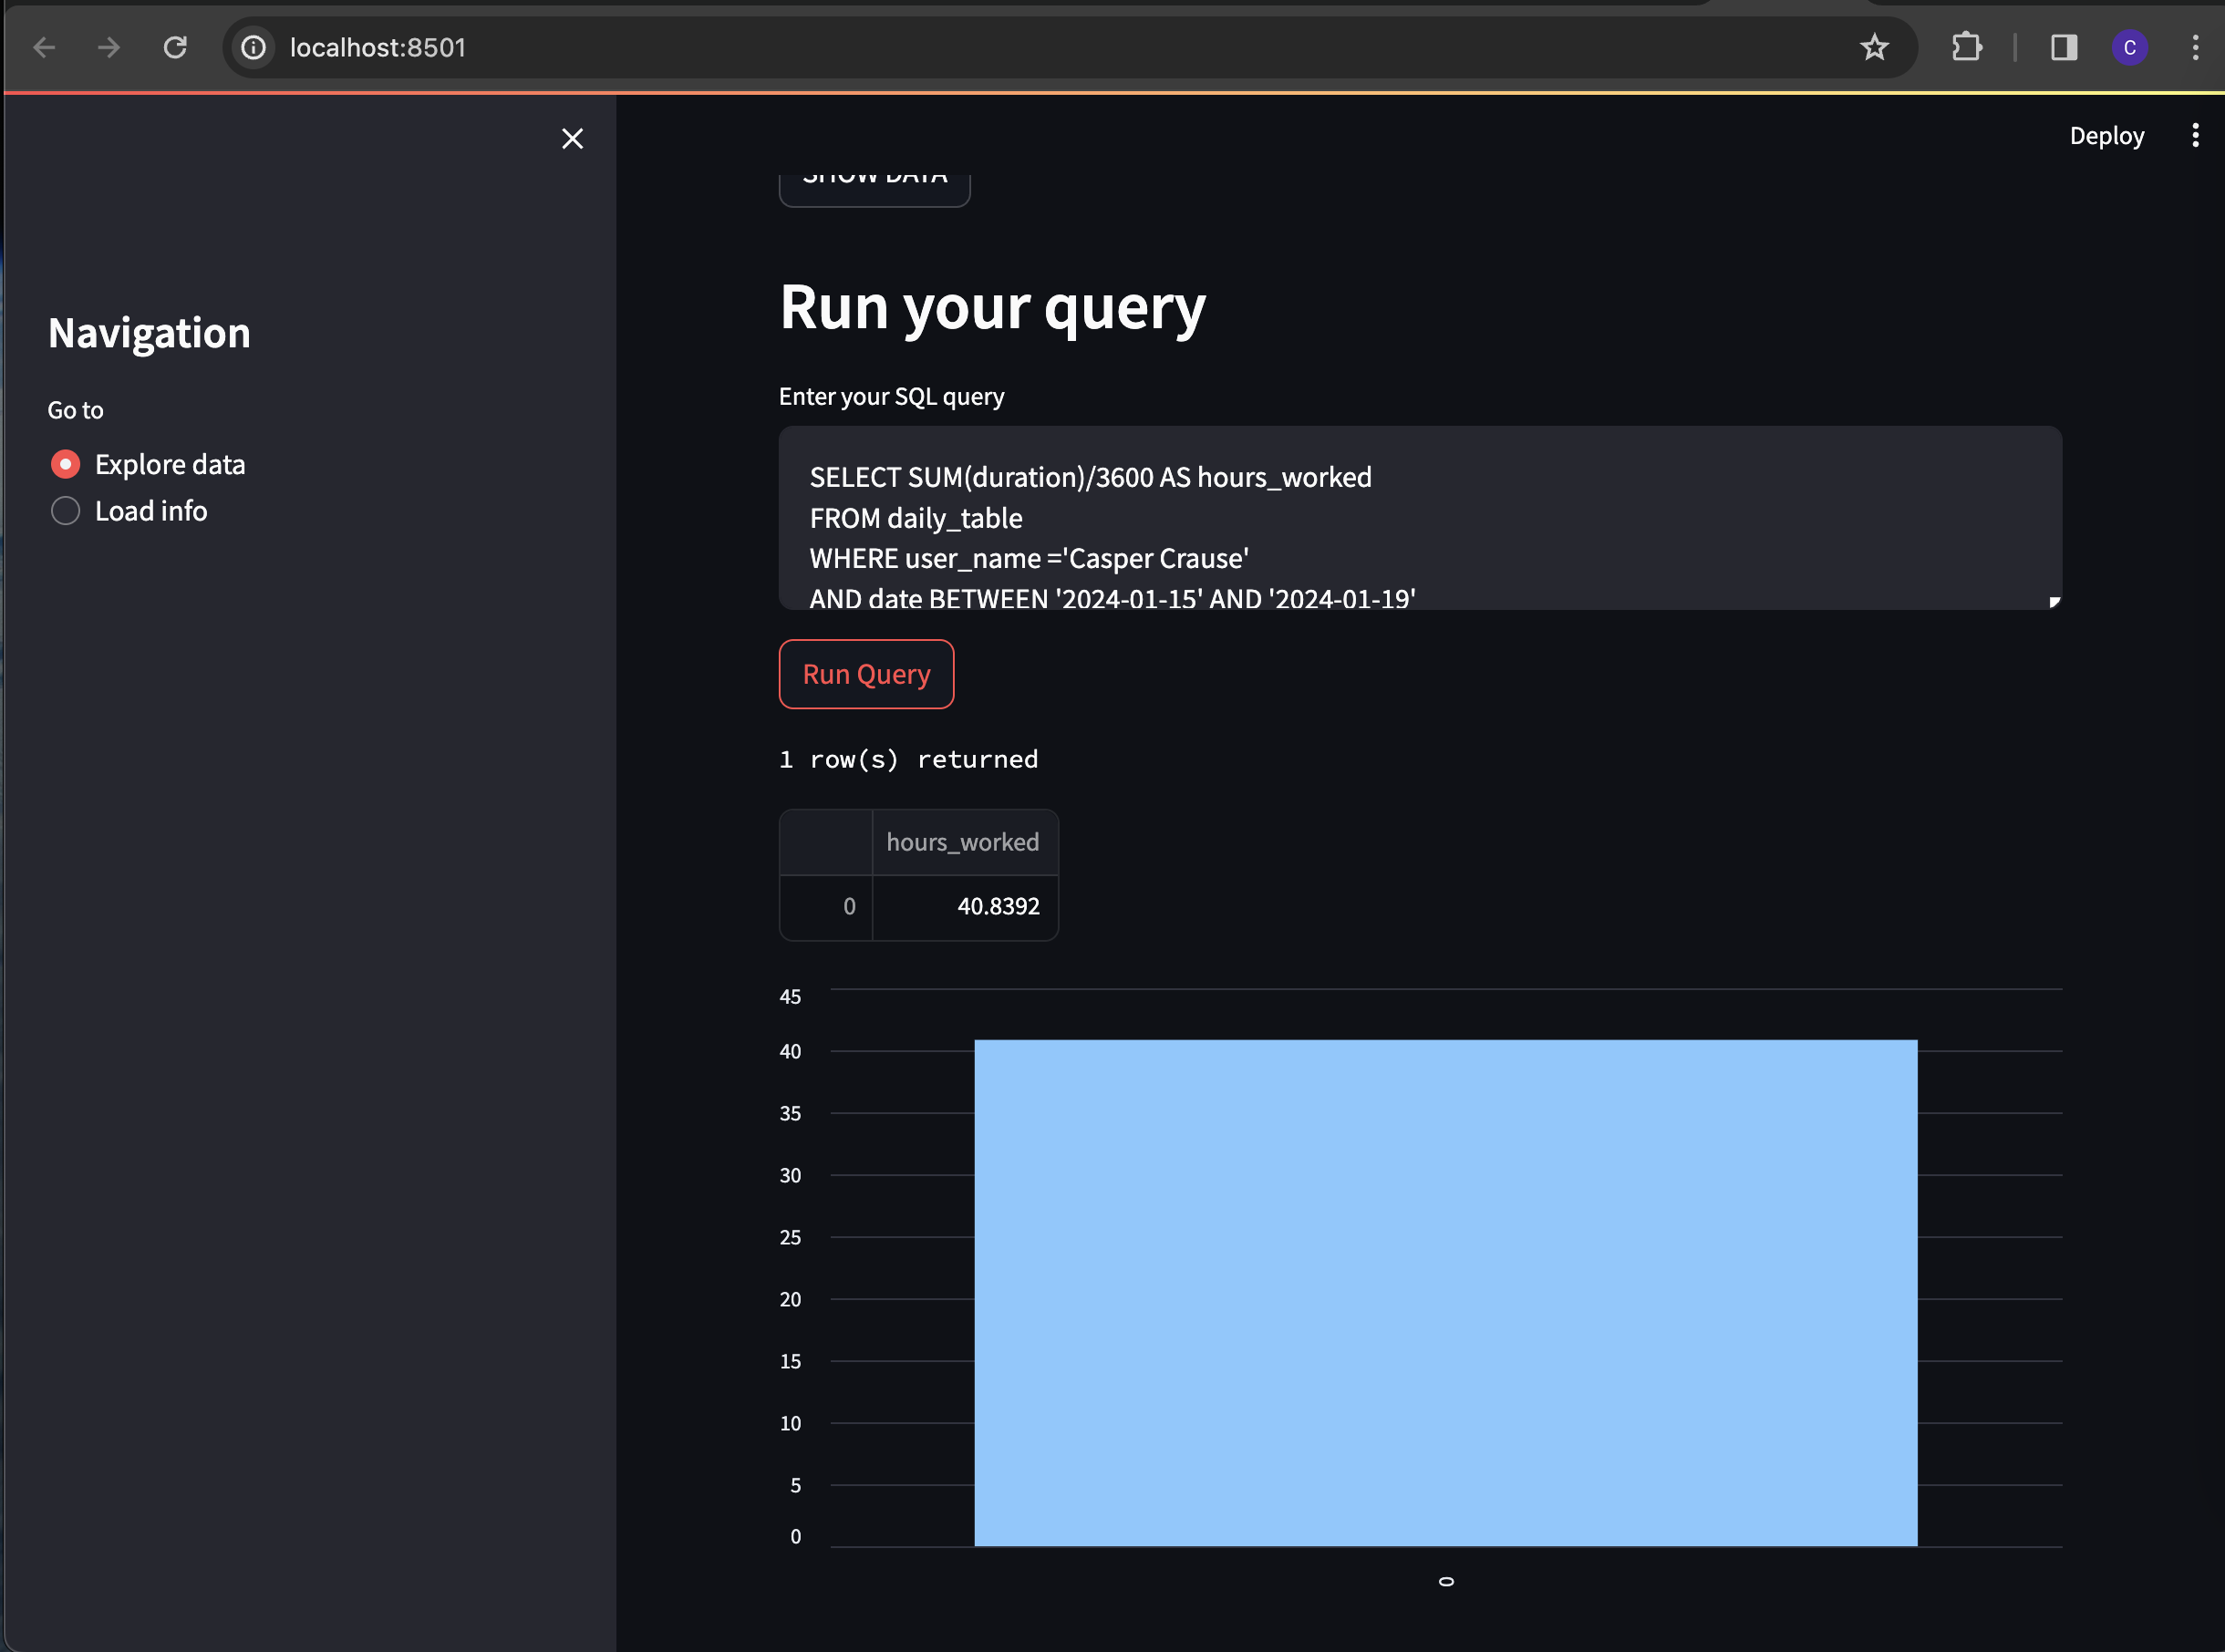 localhost:8501
C
Deploy
SHOW DATA
Navigation
Go to
Explore data
Load info
Run your query
Enter your SQL query
SELECT SUM(duration)/3600 AS hours_worked
FROM daily_table
WHERE user_name ='Casper Crause'
AND date BETWEEN '2024-01-15' AND '2024-01-19'
Run Query
1 row(s) returned
hours_worked
0 40.8392
45
40
35
30
25
20
15
10
5
0
0